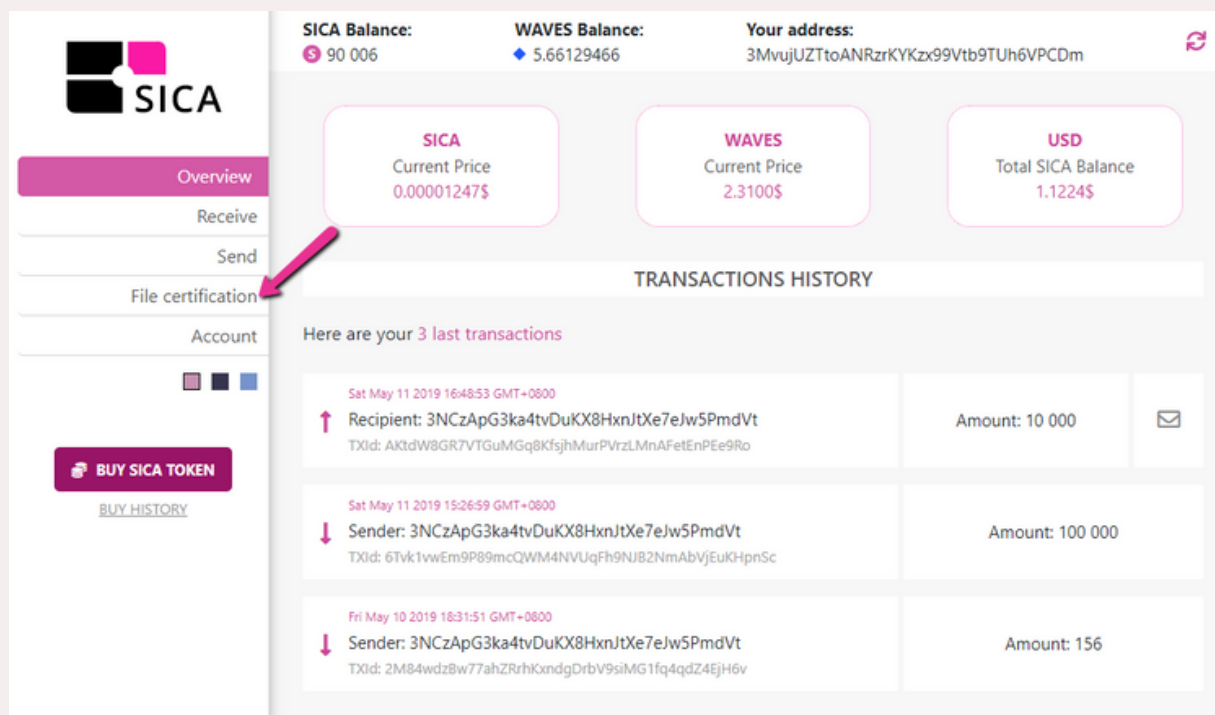 SICA
Overview
Receive
Send
File certification
Account
BUY SICA TOKEN
BUY HISTORY
SICA Balance:
S 90 006
WAVES Balance:
5.66129466
Your address:
3MvujUZTtoANRzrKYKzx99Vtb9TUh6VPCDm
SICA
Current Price
0.00001247$
WAVES
Current Price
2.3100$
USD
Total SICA Balance
1.1224$
TRANSACTIONS HISTORY
Here are your 3 last transactions
Sat May 11 2019 16:48:53 GMT+0800
Recipient: 3NCzApG3ka4tvDuKX8HxnJtXe7eJw5PmdVt
TXId: AKtdW8GR7VTGuMGq8KfsjhMurPVrzLMnAFetEnPEe9Ro
Amount: 10 000
Sat May 11 2019 15:26:59 GMT+0800
Sender: 3NCzApG3ka4tvDuKX8HxnJtXe7eJw5PmdVt
TXId: 6Tvk1vwEm9P89mcQWM4NVUqFh9NJB2NmAbVjEuKHpnSc
Amount: 100 000
Fri May 10 2019 18:31:51 GMT+0800
Sender: 3NCzApG3ka4tvDuKX8HxnJtXe7eJw5PmdVt
TXId: 2M84wdzBw77ahZRrhKxndgDrbV9siMG1fq4qdZ4EjH6v
Amount: 156